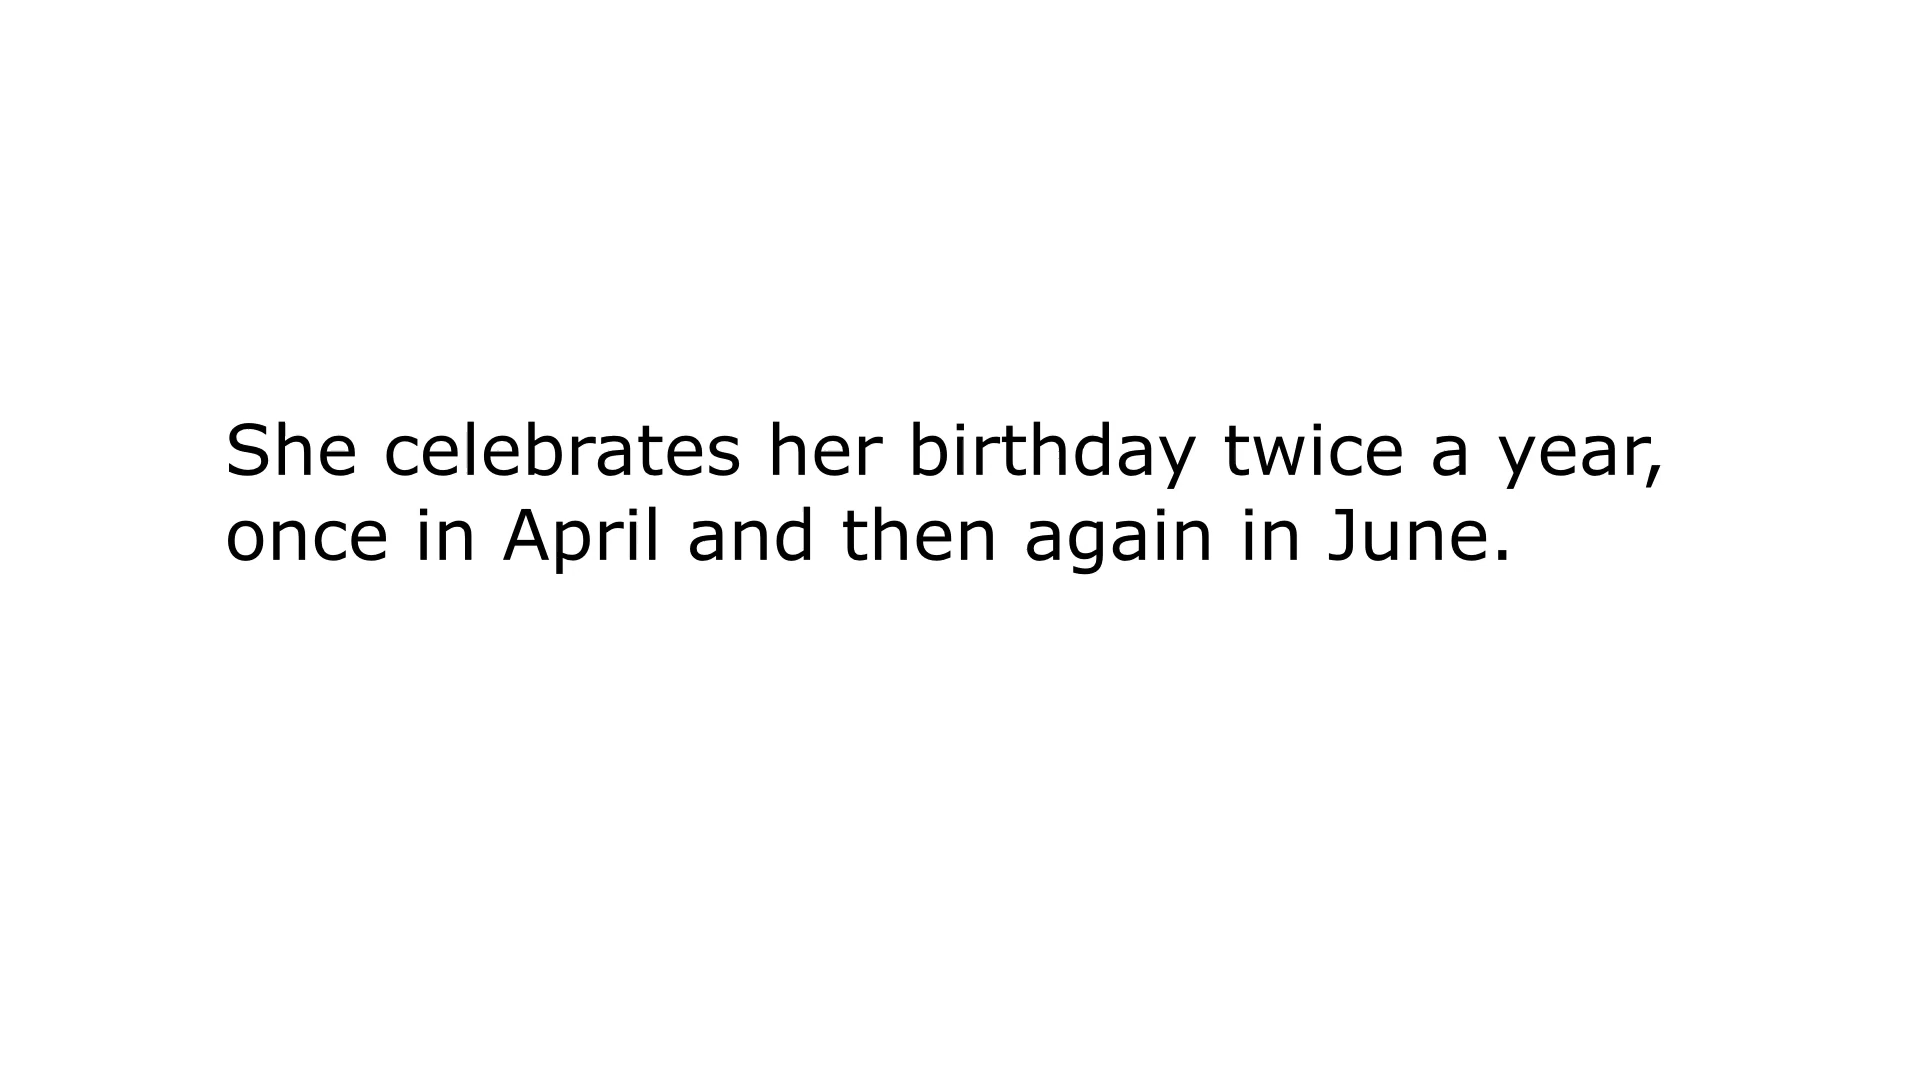 She celebrates her birthday twice a year,
once in April and then again in June.